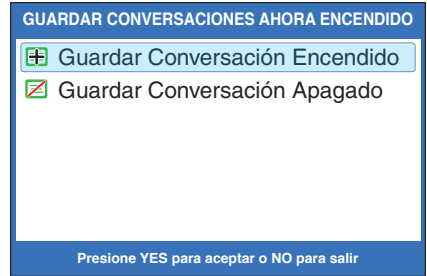 GUARDAR CONVERSACIONES AHORA ENCENDIDO
Guardar Conversación Encendido
Guardar Conversación Apagado
Presione YES para aceptar o NO para salir